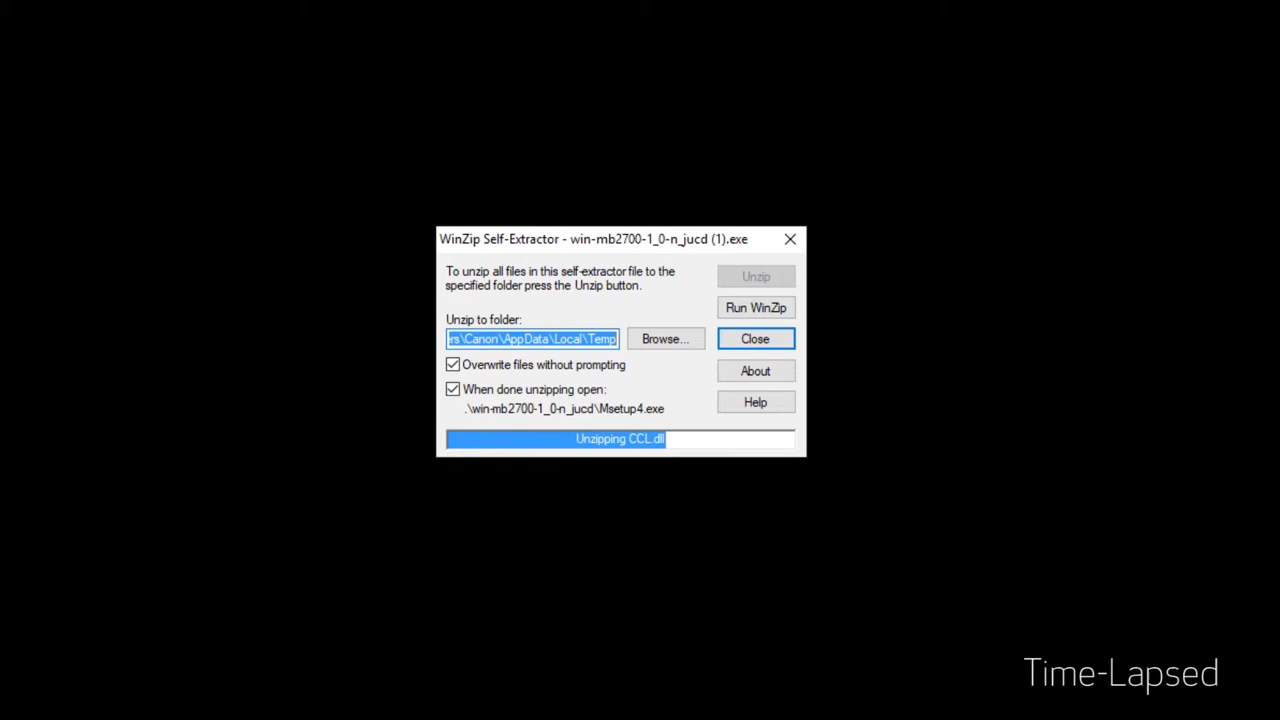 WinZip Self-Extractor - win-mb2700-1_0-n_jucd (1).exe
To unzip all files in this self-extractor file to the
specified folder press the Unzip button.
Unzip
Run WinZip
Unzip to folder:
ers\Canon\AppData\Local\Temp
Browse...
Close
Overwrite files without prompting
About
When done unzipping open:
.\win-mb2700-1_0-n_jucd\Msetup4.exe
Help
Unzipping CCL.dll
Time-Lapsed